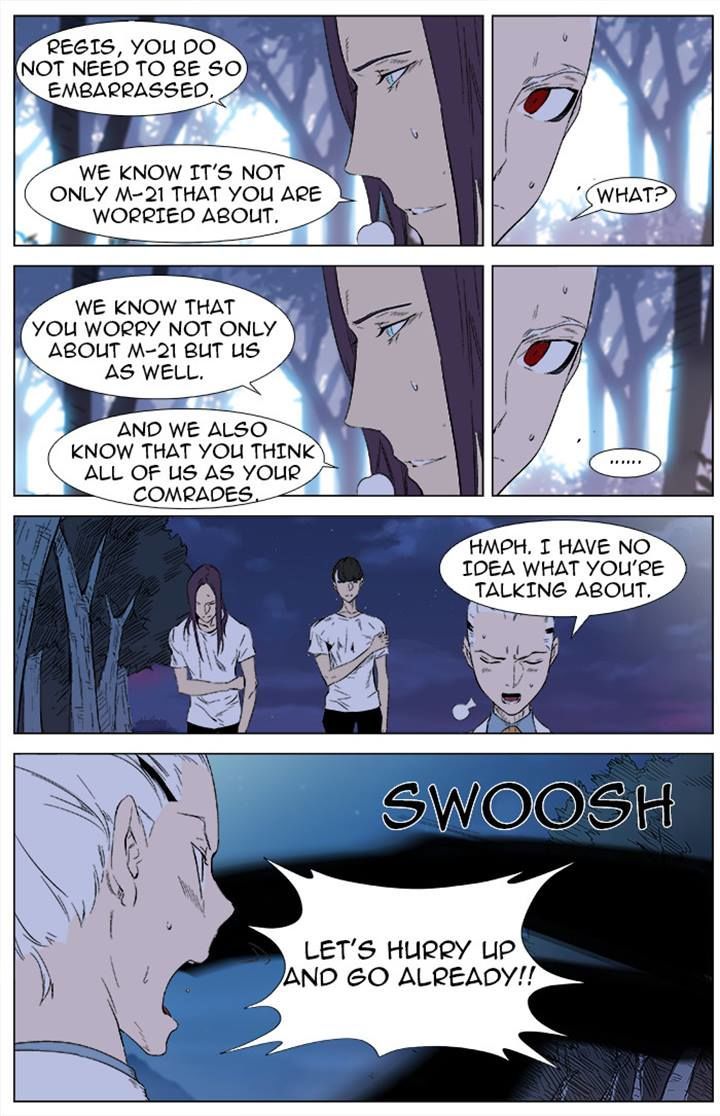 REGIS, YOU DO
NOT NEED TO BE SO
EMBARRASSED.
WE KNOW IT'S NOT
ONLY M-21 THAT YOU ARE
WORRIED ABOUT.
WHAT?
WE KNOW THAT
YOU WORRY NOT ONLY
ABOUT M-21 BUT US
AS WELL.
AND WE ALSO
KNOW THAT YOU THINK
ALL OF US AS YOUR
COMRADES.
......
HMPH. I HAVE NO
IDEA WHAT YOU'RE
TALKING ABOUT.
SWOOSH
LET'S HURRY UP
AND GO ALREADY!!